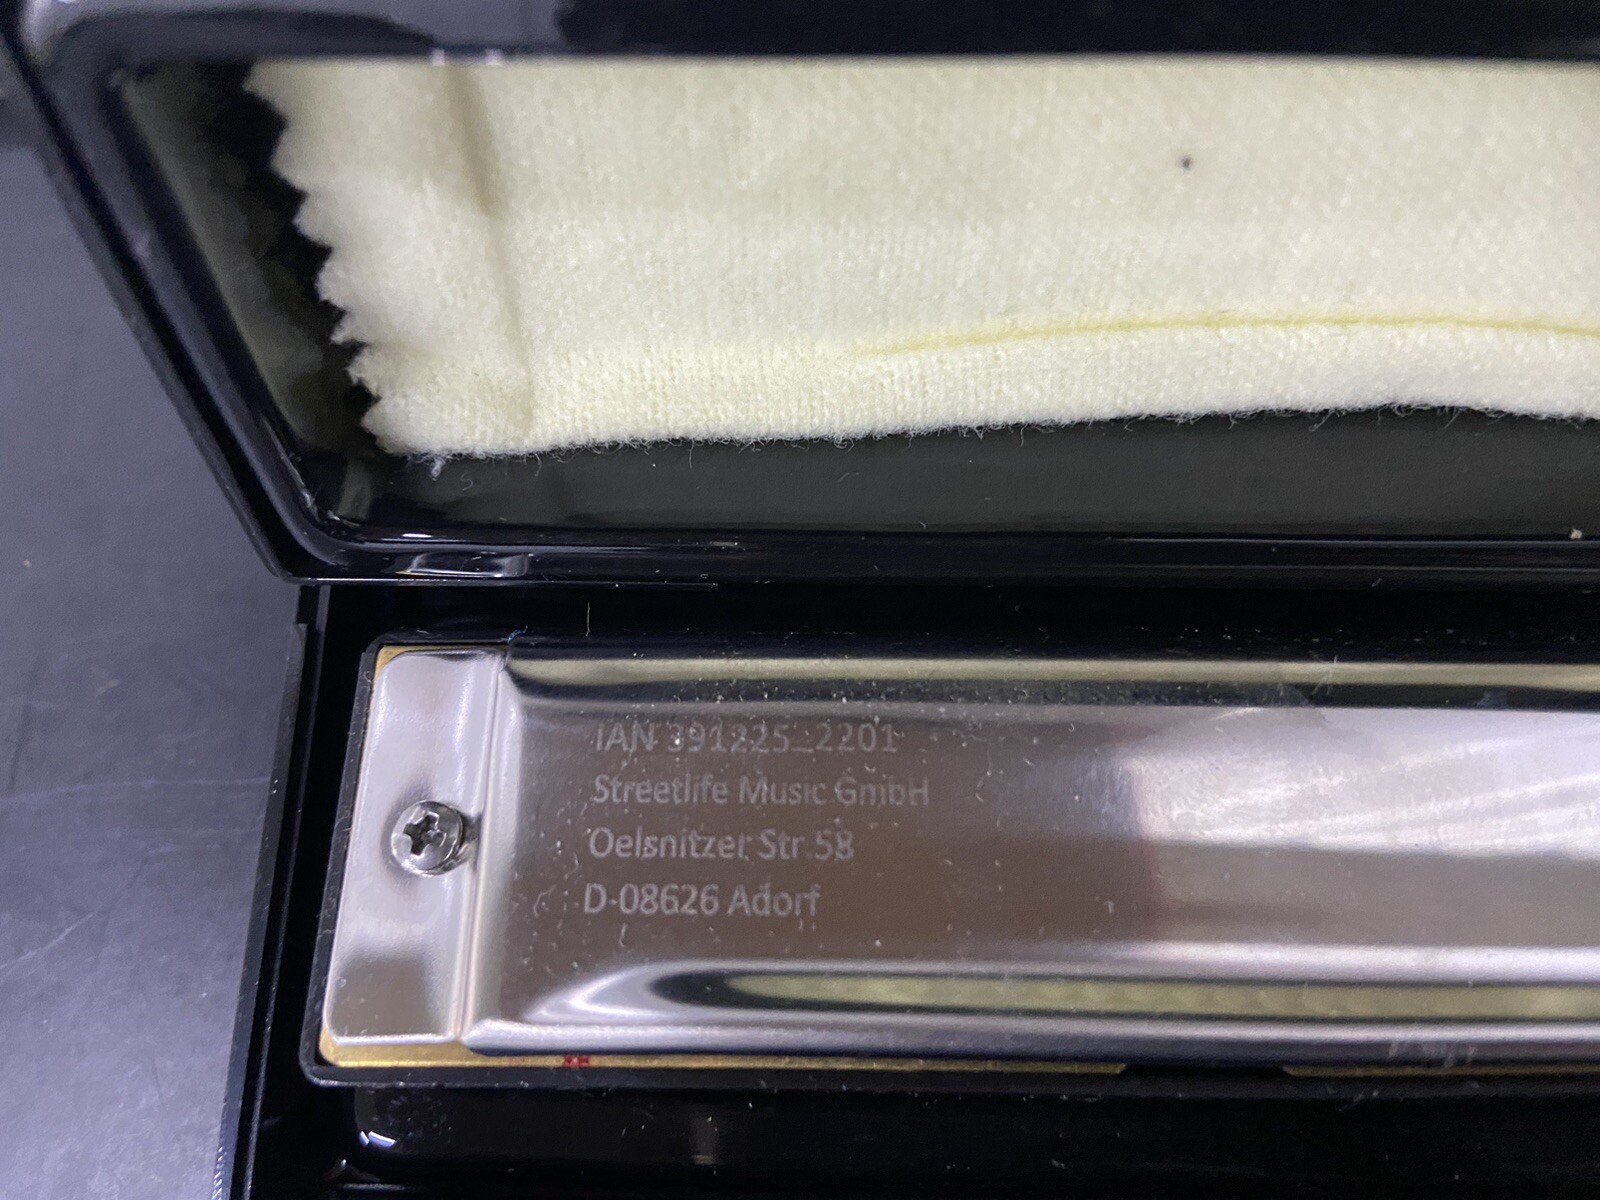 IAN 391225_2201
Streetlife Music GmbH
Oelsnitzer Str.58
D-08626 Adorf